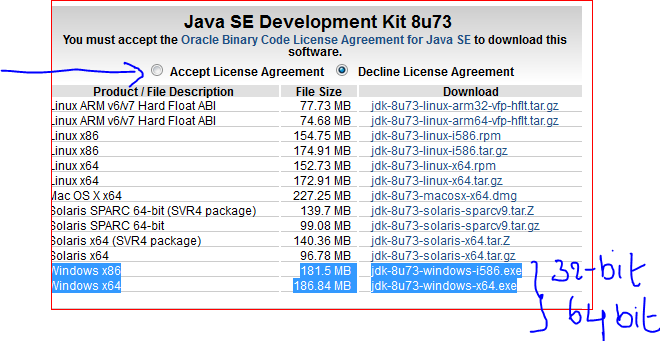 Java SE Development Kit 8u73
You must accept the Oracle Binary Code License Agreement for Java SE to download this
software.
Accept License Agreement Decline License Agreement
Product / File Description File Size Download
Linux ARM v6/v7 Hard Float ABI 77.73 MB jdk-8u73-linux-arm32-vfp-hflt.tar.gz
Linux ARM v6/v7 Hard Float ABI 74.68 MB jdk-8u73-linux-arm64-vfp-hflt.tar.gz
Linux x86 154.75 MB jdk-8u73-linux-i586.rpm
Linux x86 174.91 MB jdk-8u73-linux-i586.tar.gz
Linux x64 152.73 MB jdk-8u73-linux-x64.rpm
Linux x64 172.91 MB jdk-8u73-linux-x64.tar.gz
Mac OS X x64 227.25 MB jdk-8u73-macosx-x64.dmg
Solaris SPARC 64-bit (SVR4 package) 139.7 MB jdk-8u73-solaris-sparcv9.tar.Z
Solaris SPARC 64-bit 99.08 MB jdk-8u73-solaris-sparcv9.tar.gz
Solaris x64 (SVR4 package) 140.36 MB jdk-8u73-solaris-x64.tar.Z
Solaris x64 96.78 MB jdk-8u73-solaris-x64.tar.gz
Windows x86 181.5 MB jdk-8u73-windows-i586.exe 32-bit
Windows x64 186.84 MB jdk-8u73-windows-x64.exe 64 bit